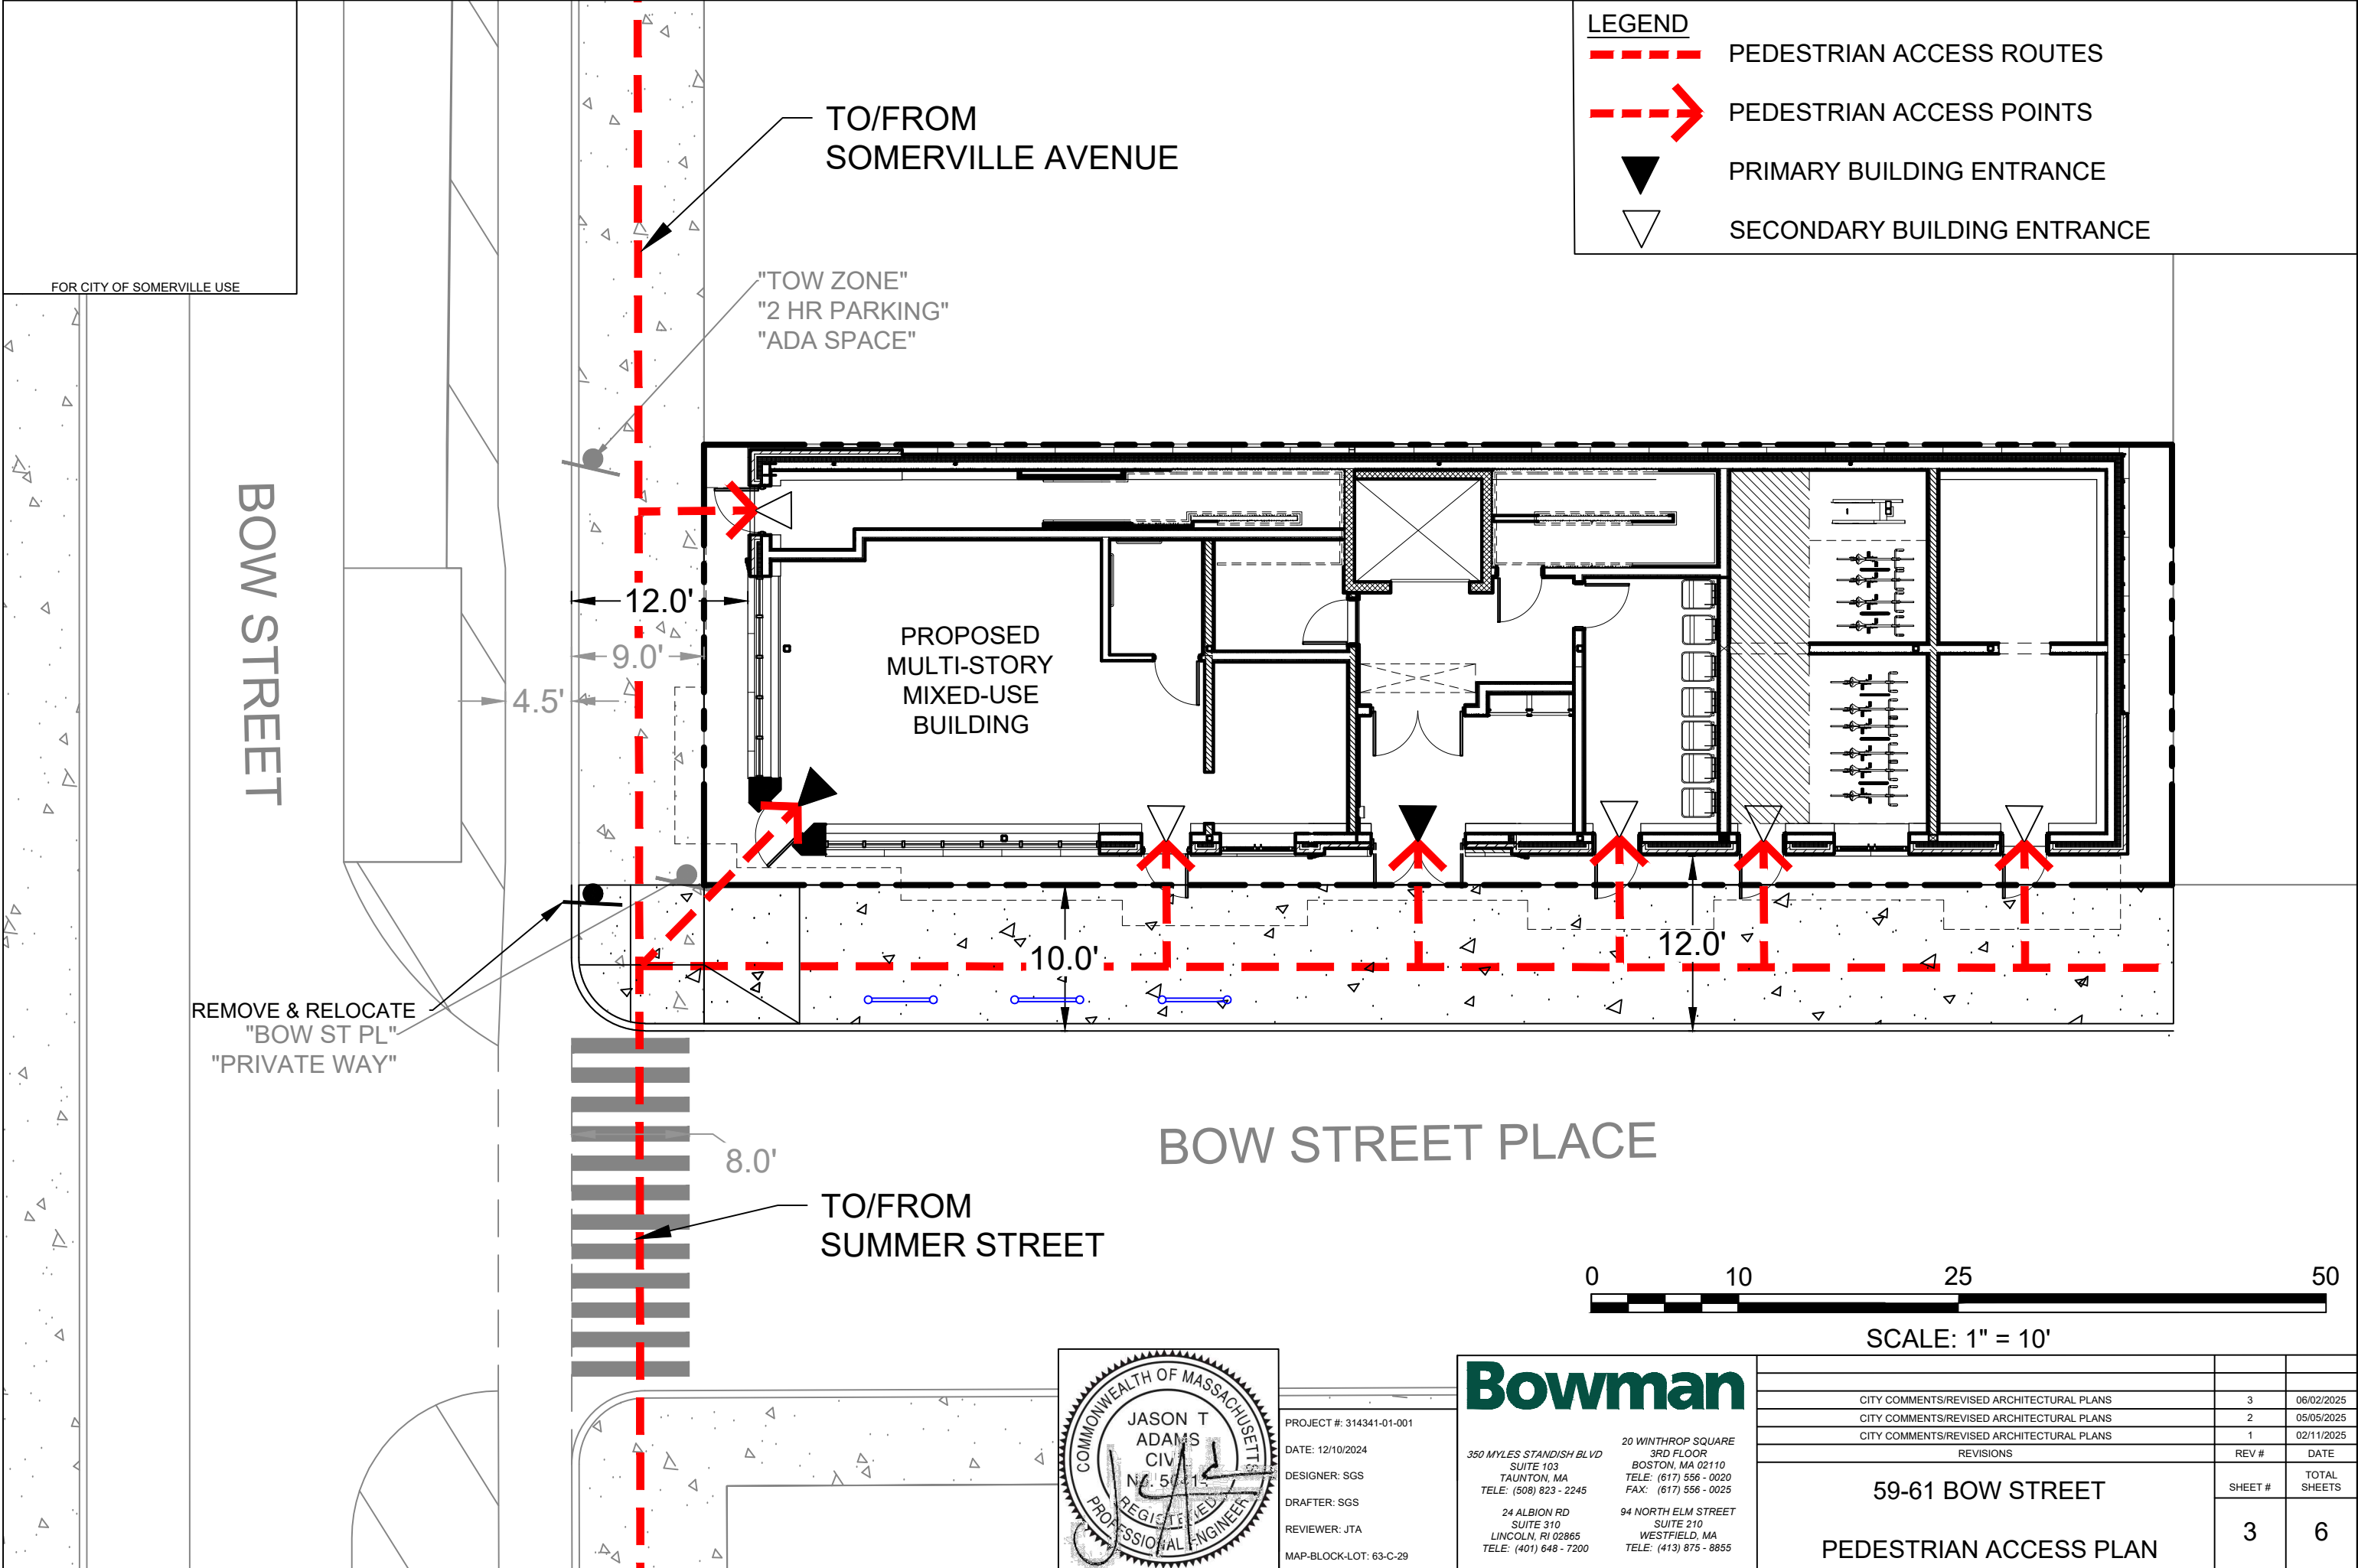 LEGEND
PEDESTRIAN ACCESS ROUTES
PEDESTRIAN ACCESS POINTS
PRIMARY BUILDING ENTRANCE
SECONDARY BUILDING ENTRANCE
FOR CITY OF SOMERVILLE USE
TO/FROM
SOMERVILLE AVENUE
"TOW ZONE"
"2 HR PARKING"
"ADA SPACE"
BOW STREET
12.0'
9.0'
4.5'
PROPOSED
MULTI-STORY
MIXED-USE
BUILDING
10.0'
12.0'
REMOVE & RELOCATE
"BOW ST PL"
"PRIVATE WAY"
8.0'
BOW STREET PLACE
TO/FROM
SUMMER STREET
0 10 25 50
SCALE: 1" = 10'
COMMONWEALTH OF MASSACHUSETTS
JASON T
ADAMS
REGISTERED
PROFESSIONAL ENGINEER
PROJECT #: 314341-01-001
DATE: 12/10/2024
DESIGNER: SGS
DRAFTER: SGS
REVIEWER: JTA
MAP-BLOCK-LOT: 63-C-29
Bowman
350 MYLES STANDISH BLVD
SUITE 103
TAUNTON, MA
TELE: (508) 823 - 2245
20 WINTHROP SQUARE
3RD FLOOR
BOSTON, MA 02110
TELE: (617) 556 - 0020
FAX: (617) 556 - 0025
24 ALBION RD
SUITE 310
LINCOLN, RI 02865
TELE: (401) 648 - 7200
94 NORTH ELM STREET
SUITE 210
WESTFIELD, MA
TELE: (413) 875 - 8855
CITY COMMENTS/REVISED ARCHITECTURAL PLANS 3 06/02/2025
CITY COMMENTS/REVISED ARCHITECTURAL PLANS 2 05/05/2025
CITY COMMENTS/REVISED ARCHITECTURAL PLANS 1 02/11/2025
REVISIONS REV # DATE
59-61 BOW STREET
PEDESTRIAN ACCESS PLAN
SHEET #
3
TOTAL
SHEETS
6